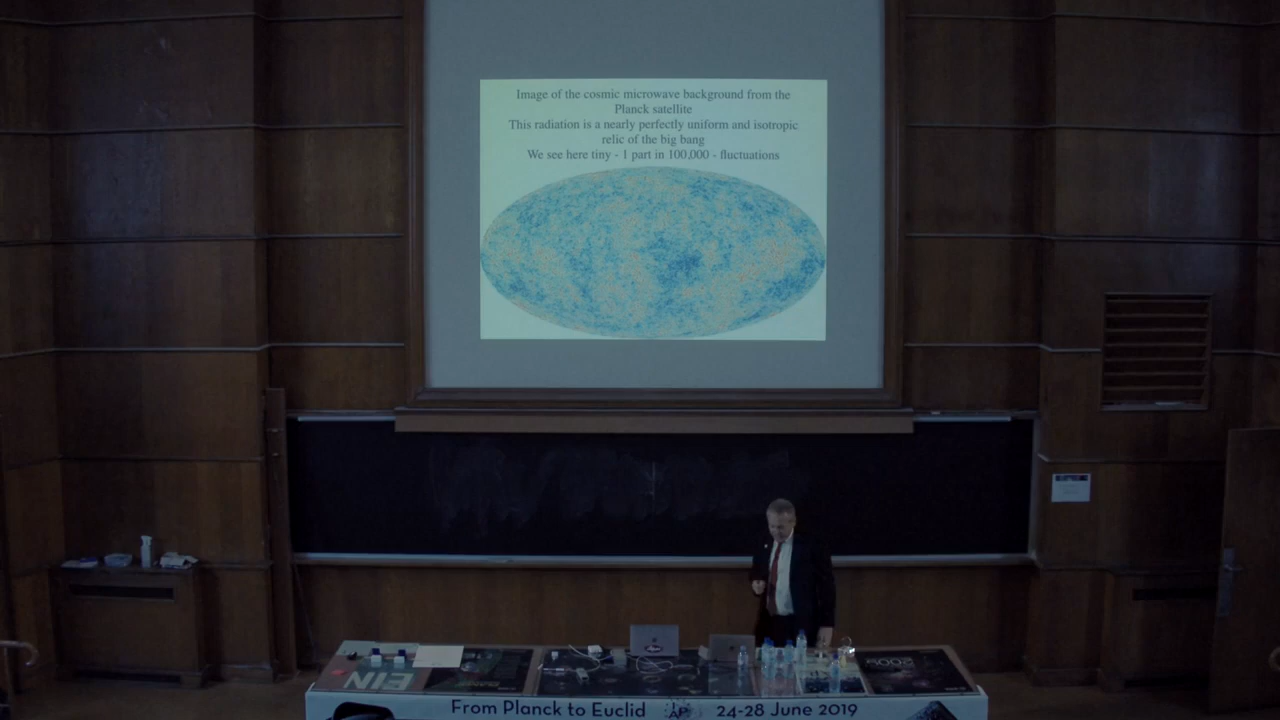 Image of the cosmic microwave background from the
Planck satellite
This radiation is a nearly perfectly uniform and isotropic
relic of the big bang
We see here tiny - 1 part in 100,000 - fluctuations
EIN
2009
From Planck to Euclid 24-28 June 2019